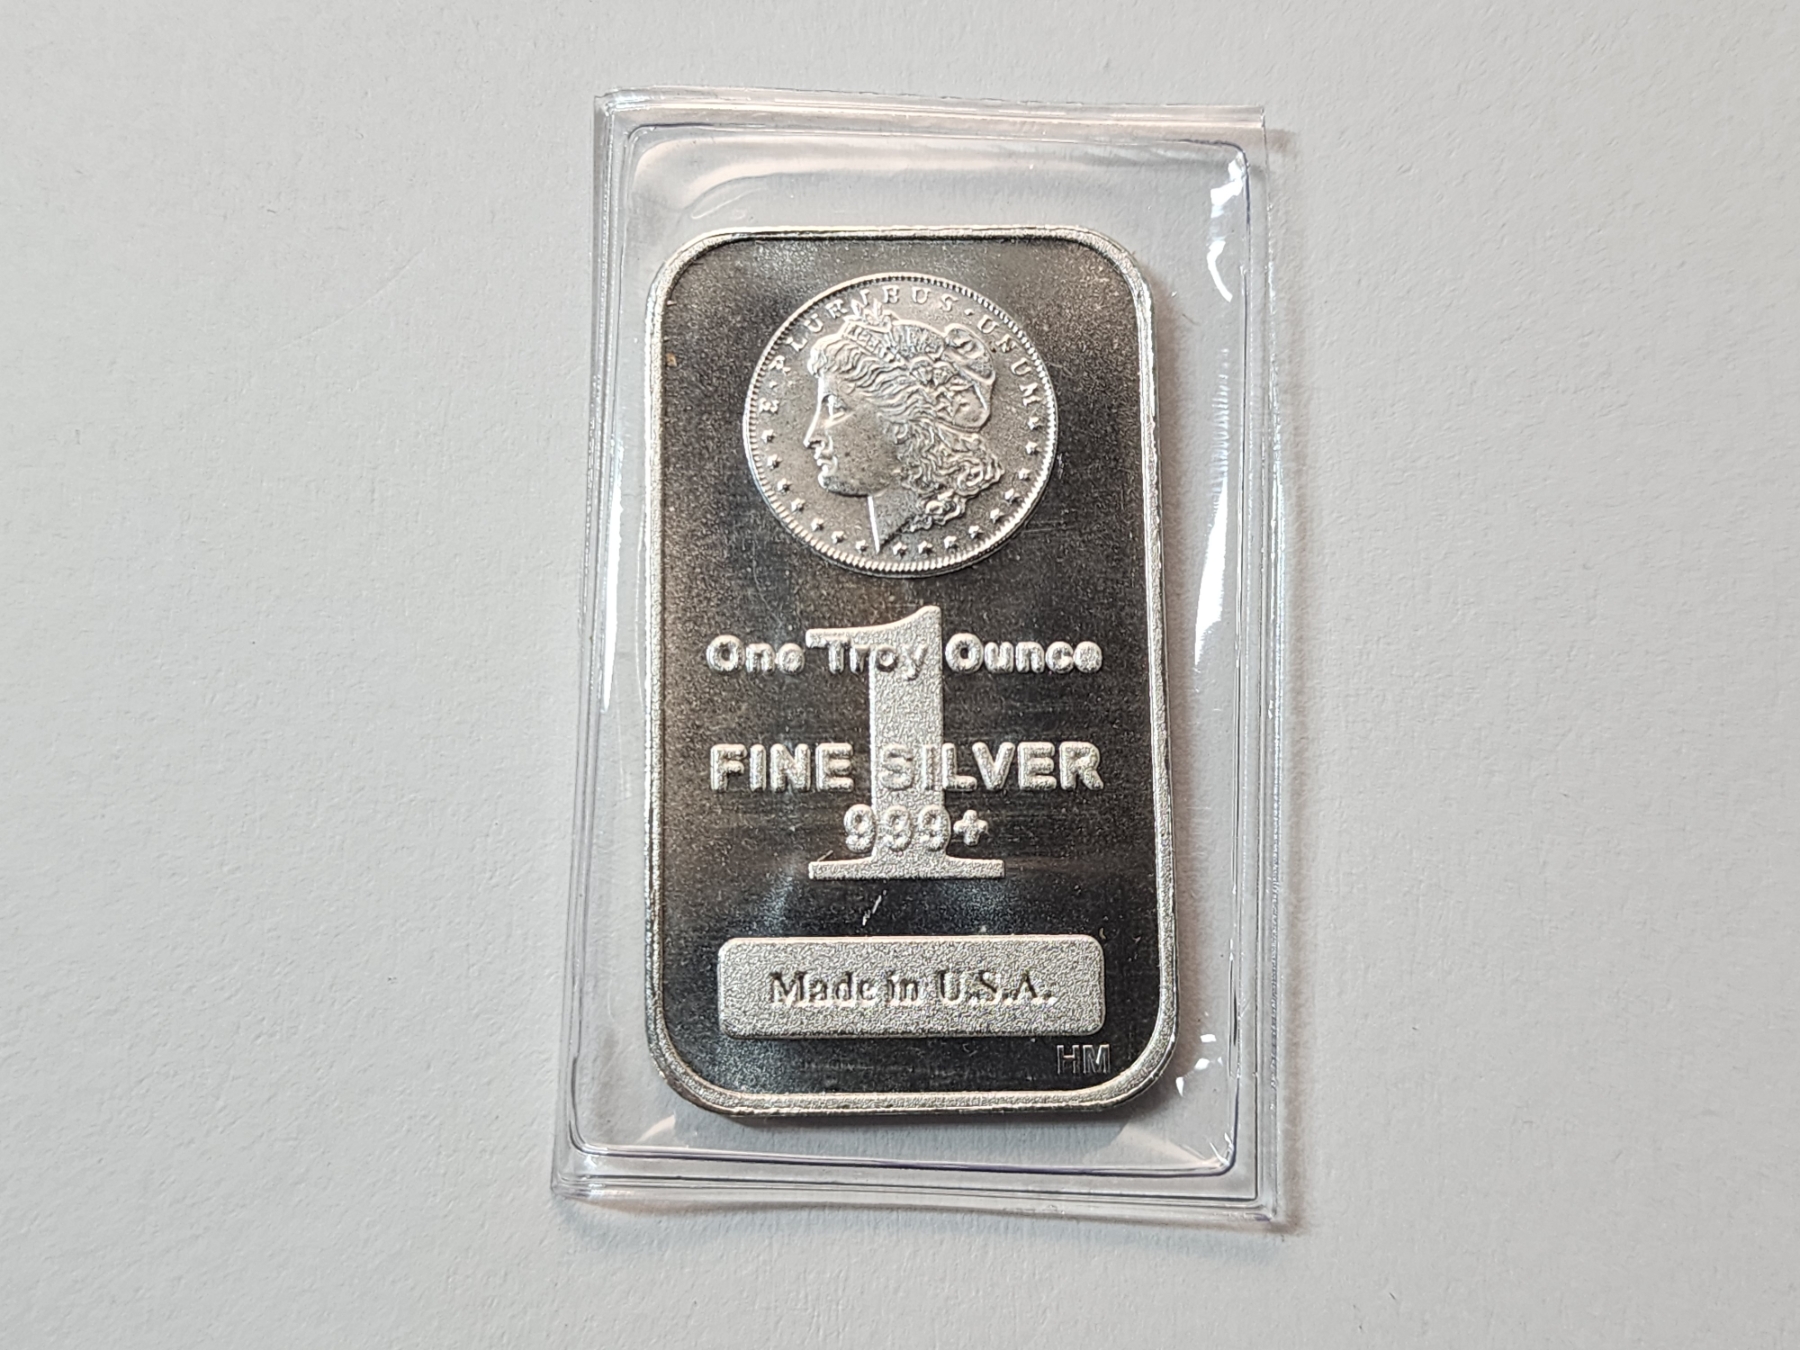 E·PLURIBUS·UNUM
1
One Troy Ounce
FINE SILVER
999+
Made in U.S.A.
HM